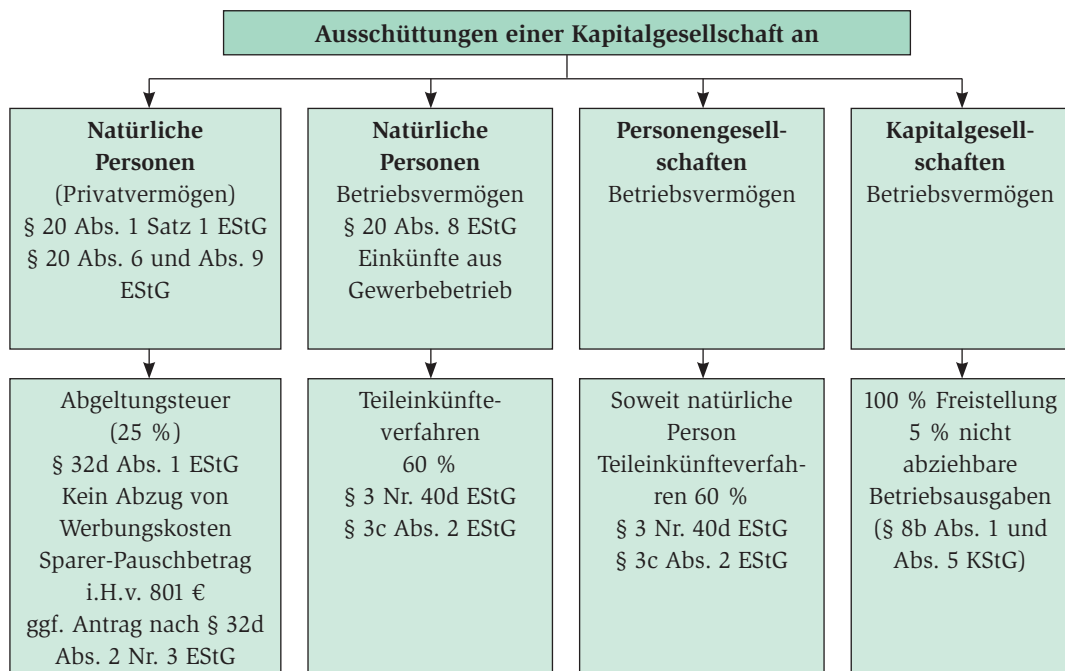 Ausschüttungen einer Kapitalgesellschaft an
Natürliche
Personen
(Privatvermögen)
§ 20 Abs. 1 Satz 1 EStG
§ 20 Abs. 6 und Abs. 9
EStG
Natürliche
Personen
Betriebsvermögen
§ 20 Abs. 8 EStG
Einkünfte aus
Gewerbebetrieb
Personengesell-
schaften
Betriebsvermögen
Kapitalgesell-
schaften
Betriebsvermögen
Abgeltungsteuer
(25 %)
§ 32d Abs. 1 EStG
Kein Abzug von
Werbungskosten
Sparer-Pauschbetrag
i.H.v. 801 €
ggf. Antrag nach § 32d
Abs. 2 Nr. 3 EStG
Teileinkünfte-
verfahren
60 %
§ 3 Nr. 40d EStG
§ 3c Abs. 2 EStG
Soweit natürliche
Person
Teileinkünfteverfah-
ren 60 %
§ 3 Nr. 40d EStG
§ 3c Abs. 2 EStG
100 % Freistellung
5 % nicht
abziehbare
Betriebsausgaben
(§ 8b Abs. 1 und
Abs. 5 KStG)